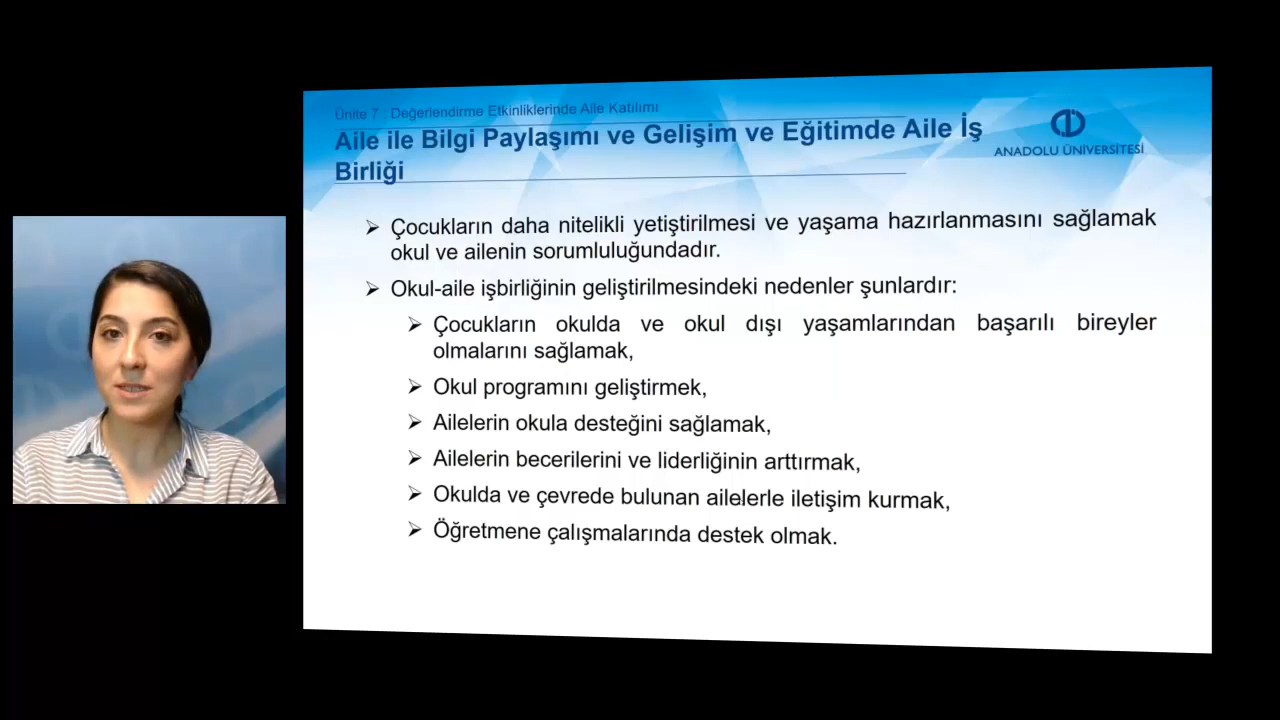 Ünite 7 : Değerlendirme Etkinliklerinde Aile Katılımı
Aile ile Bilgi Paylaşımı ve Gelişim ve Eğitimde Aile İş
Birliği
ANADOLU ÜNİVERSİTESİ
➢ Çocukların daha nitelikli yetiştirilmesi ve yaşama hazırlanmasını sağlamak
okul ve ailenin sorumluluğundadır.
➢ Okul-aile işbirliğinin geliştirilmesindeki nedenler şunlardır:
➢ Çocukların okulda ve okul dışı yaşamlarından başarılı bireyler
olmalarını sağlamak,
➢ Okul programını geliştirmek,
➢ Ailelerin okula desteğini sağlamak,
➢ Ailelerin becerilerini ve liderliğinin arttırmak,
➢ Okulda ve çevrede bulunan ailelerle iletişim kurmak,
➢ Öğretmene çalışmalarında destek olmak.